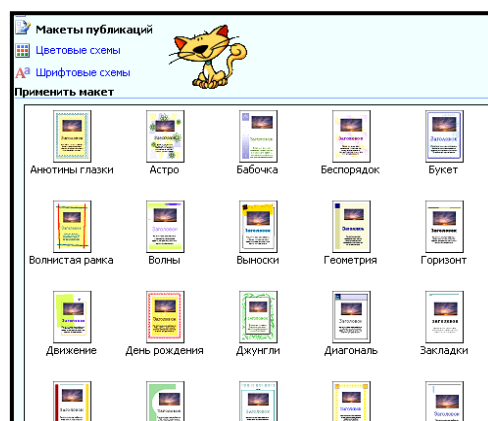 Макеты публикаций
Цветовые схемы
Шрифтовые схемы
Применить макет
Анютины глазки Астро Бабочка Беспорядок Букет
Волнистая рамка Волны Выноски Геометрия Горизонт
Движение День рождения Джунгли Диагональ Закладки